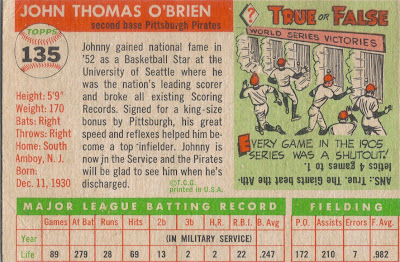 JOHN THOMAS O'BRIEN
second base Pittsburgh Pirates
TOPPS
135
Height: 5'9"
Weight: 170
Bats: Right
Throws: Right
Home: South
Amboy, N. J.
Born:
Dec. 11, 1930
Johnny gained national fame in
'52 as a Basketball Star at the
University of Seattle where he
was the nation's leading scorer
and broke all existing Scoring
Records. Signed for a king-size
bonus by Pittsburgh, his great
speed and reflexes helped him be-
come a top infielder. Johnny is
now in the Service and the Pirates
will be glad to see him when he's
discharged.
©T.C.G.
printed in U.S.A.
?
TRUE OR FALSE
WORLD SERIES VICTORIES
EVERY GAME IN THE 1905
SERIES WAS A SHUTOUT!
ANS.: True. The Giants beat the Ath-
letics 4 games to 1.
MAJOR LEAGUE BATTING RECORD
FIELDING
Games At Bat Runs Hits 2b 3b H.R. R.B.I. B. Avg. P.O. Assists Errors F. Avg.
Year (IN MILITARY SERVICE)
Life 89 279 28 69 13 2 2 22 .247 172 210 7 .982